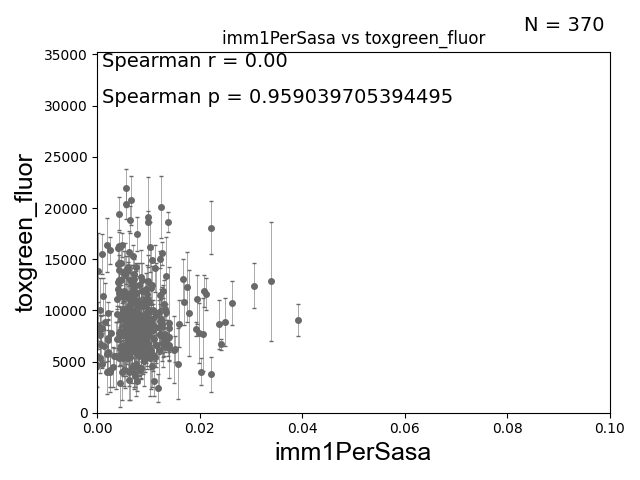 N = 370
imm1PerSasa vs toxgreen_fluor
Spearman r = 0.00
Spearman p = 0.959039705394495
toxgreen_fluor
35000
30000
25000
20000
15000
10000
5000
0
0.00 0.02 0.04 0.06 0.08 0.10
imm1PerSasa